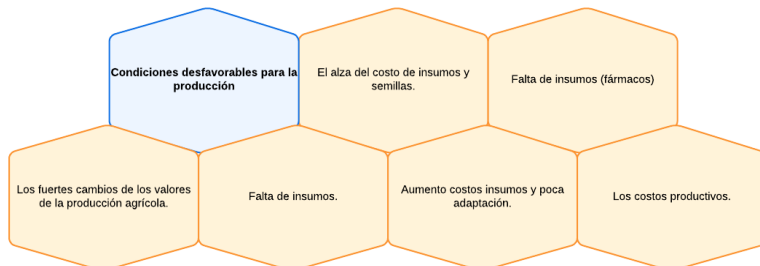 Condiciones desfavorables para la
producción
El alza del costo de insumos y
semillas.
Falta de insumos (fármacos)
Los fuertes cambios de los valores
de la producción agrícola.
Falta de insumos.
Aumento costos insumos y poca
adaptación.
Los costos productivos.